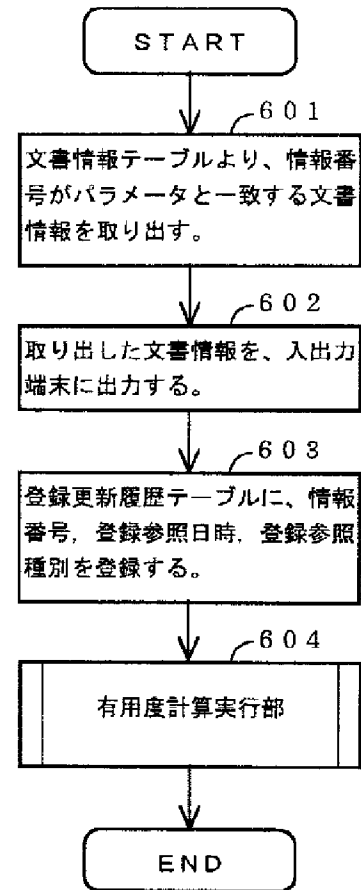 START
601
文書情報テーブルより、情報番
号がパラメータと一致する文書
情報を取り出す。
602
取り出した文書情報を、入出力
端末に出力する。
603
登録更新履歴テーブルに、情報
番号，登録参照日時，登録参照
種別を登録する。
604
有用度計算実行部
END